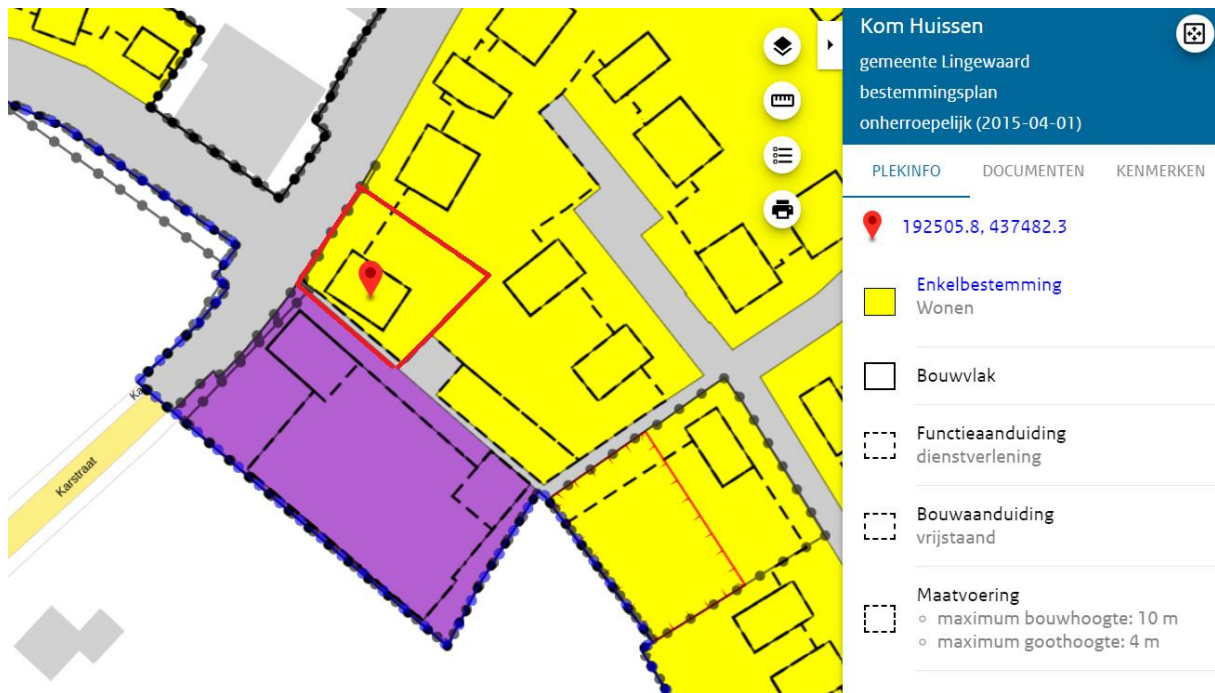 Kom Huissen
gemeente Lingewaard
bestemmingsplan
onherroepelijk (2015-04-01)
PLEKINFO DOCUMENTEN KENMERKEN
192505.8, 437482.3
Enkelbestemming
Wonen
Bouwvlak
Functieaanduiding
dienstverlening
Bouwaanduiding
vrijstaand
Maatvoering
maximum bouwhoogte: 10 m
maximum goothoogte: 4 m
Ka
Karstraat